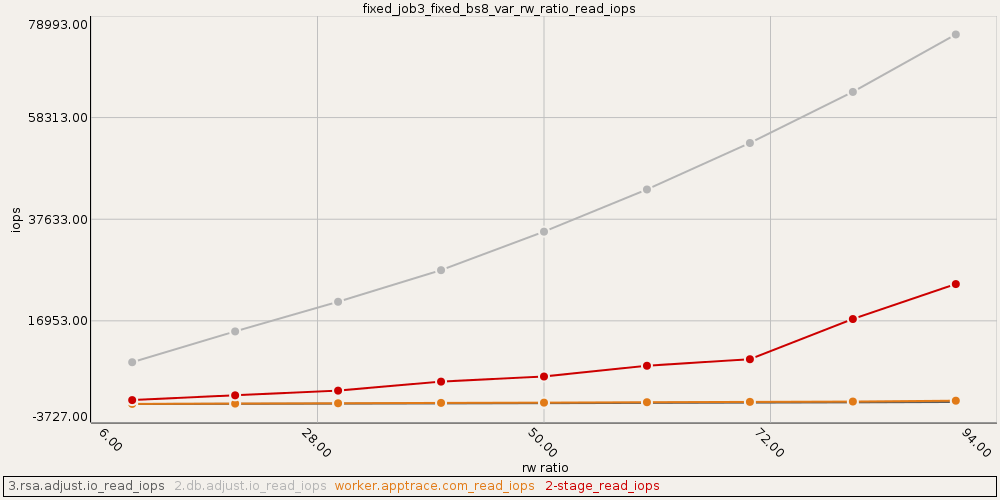 fixed_job3_fixed_bs8_var_rw_ratio_read_iops
78993.00
58313.00
37633.00
16953.00
-3727.00
iops
6.00
28.00
50.00
72.00
94.00
rw ratio
3.rsa.adjust.io_read_iops 2.db.adjust.io_read_iops worker.apptrace.com_read_iops 2-stage_read_iops